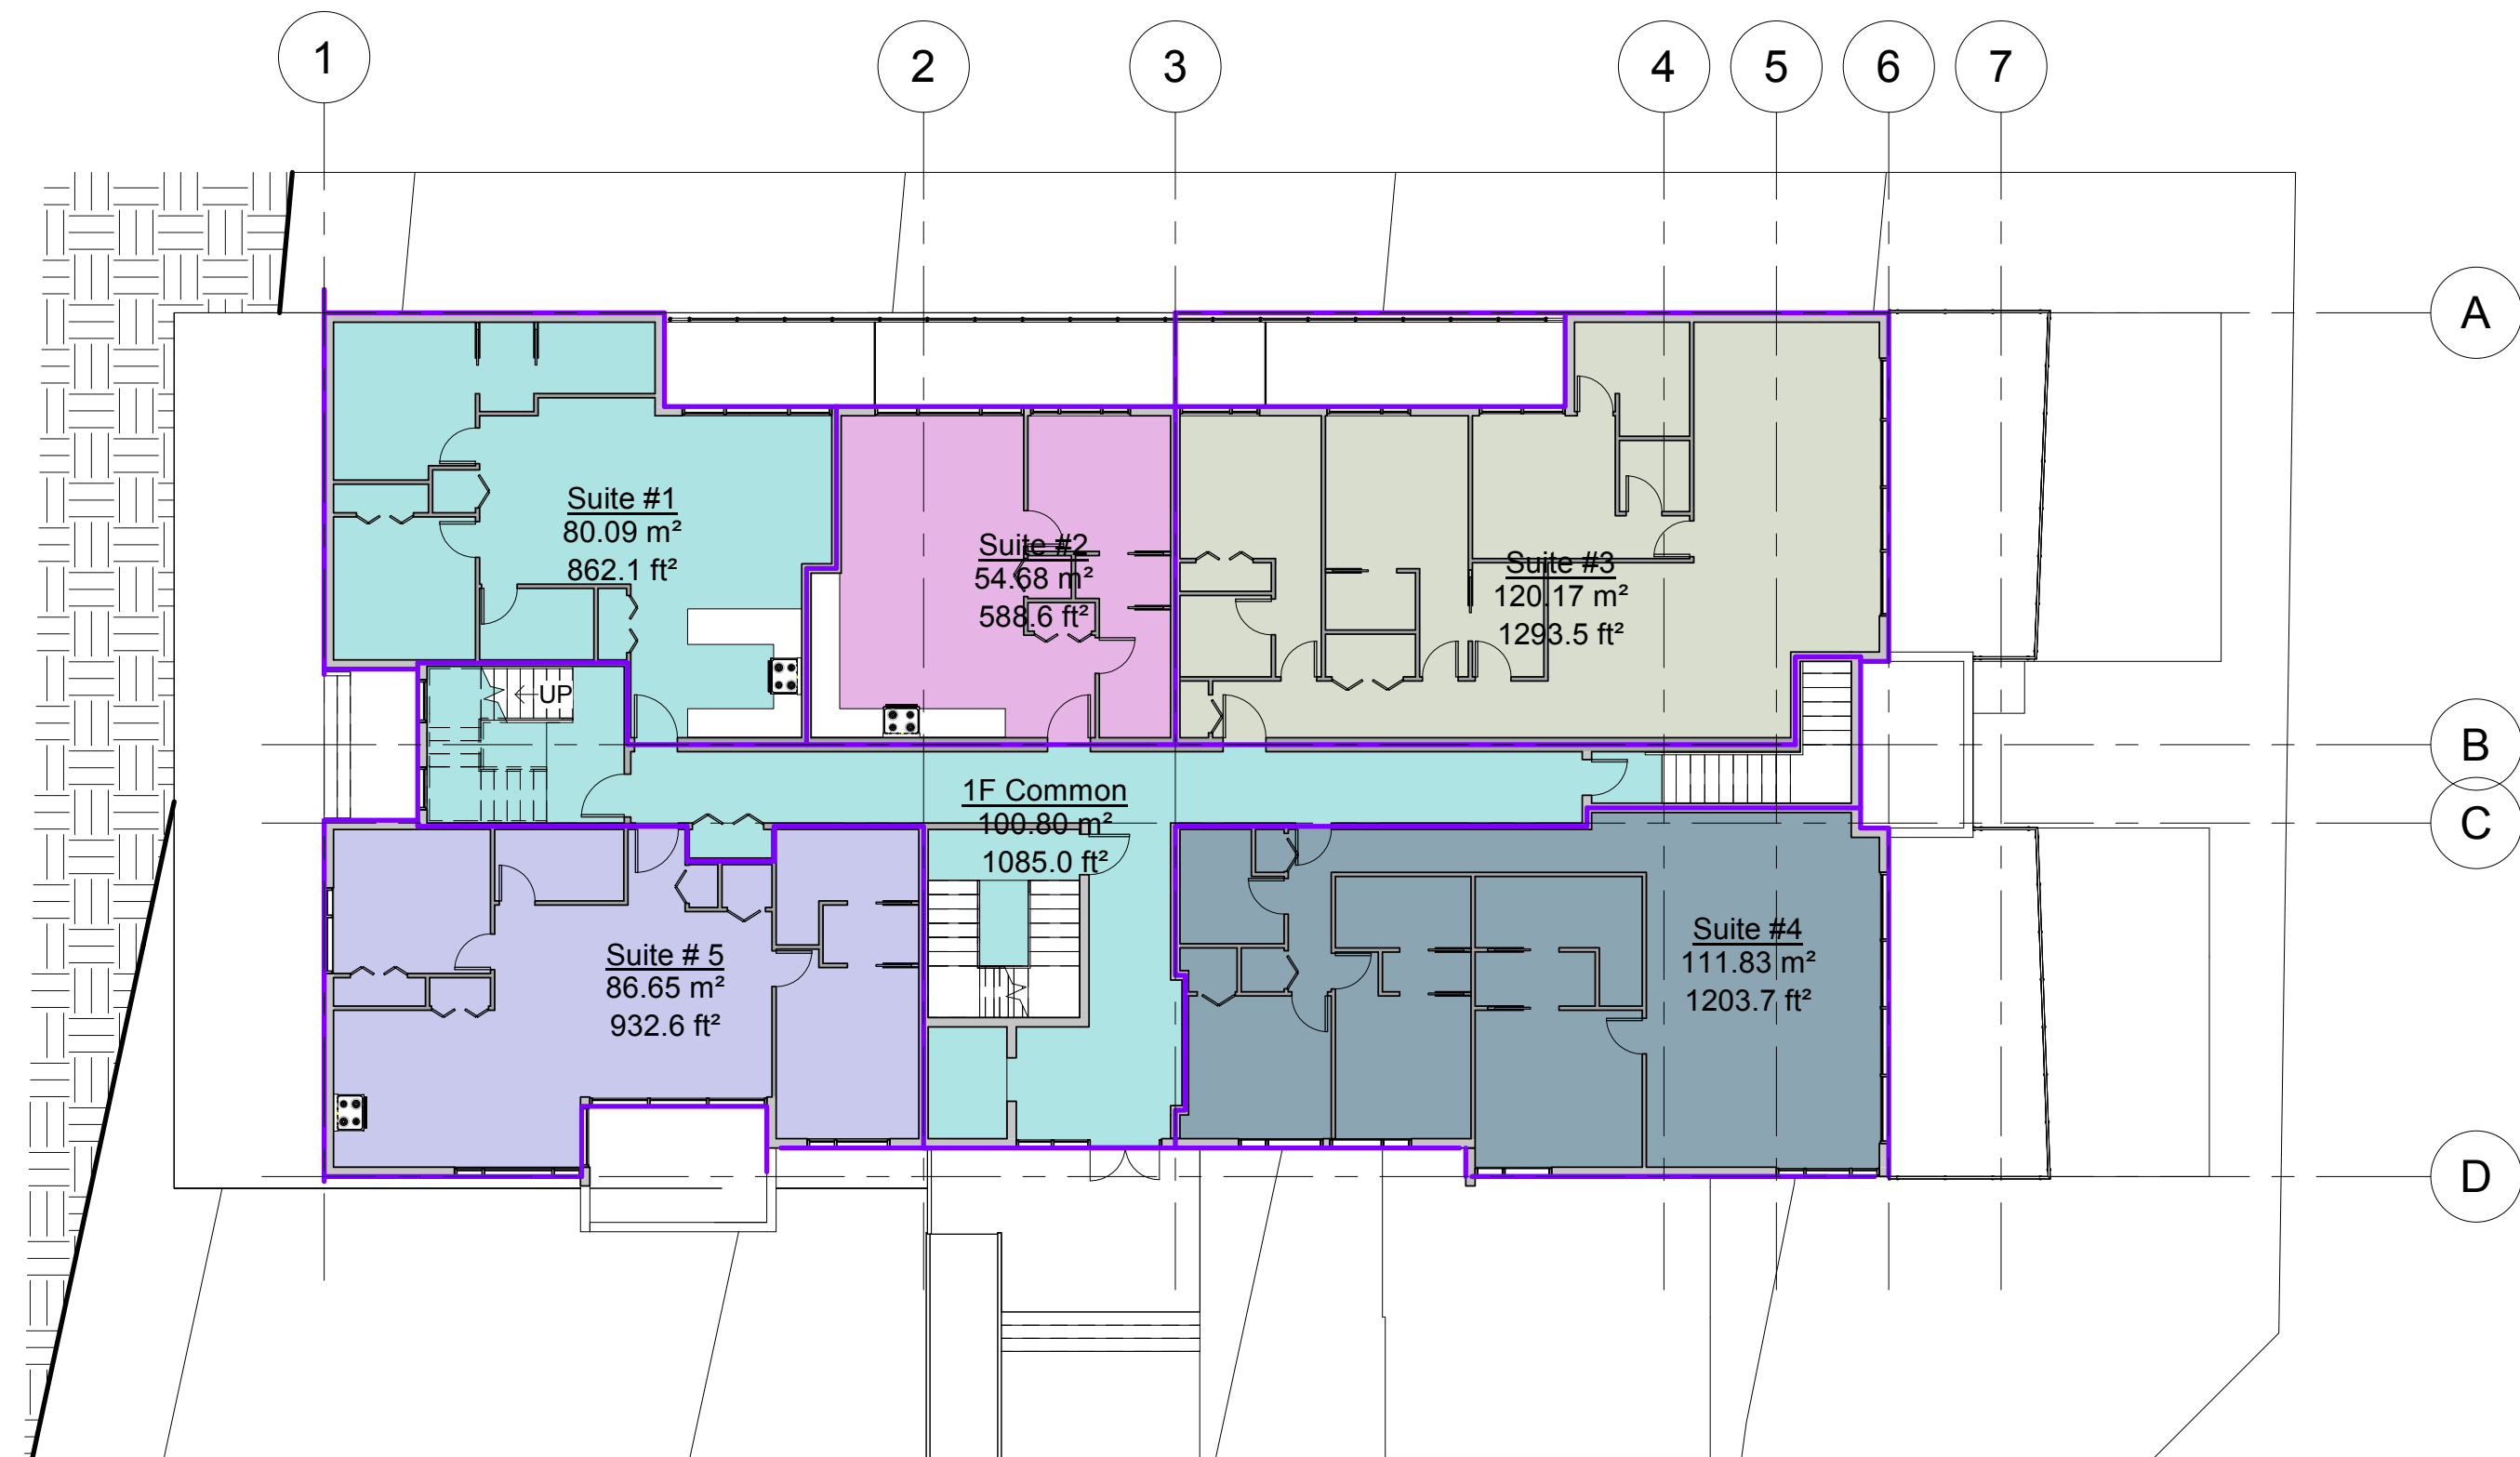 1
2
3
4
5
6
7
A
Suite #1
80.09 m²
862.1 ft²
Suite #2
54.68 m²
588.6 ft²
Suite #3
120.17 m²
1293.5 ft²
UP
B
1F Common
100.80 m²
1085.0 ft²
C
Suite # 5
86.65 m²
932.6 ft²
Suite #4
111.83 m²
1203.7 ft²
D